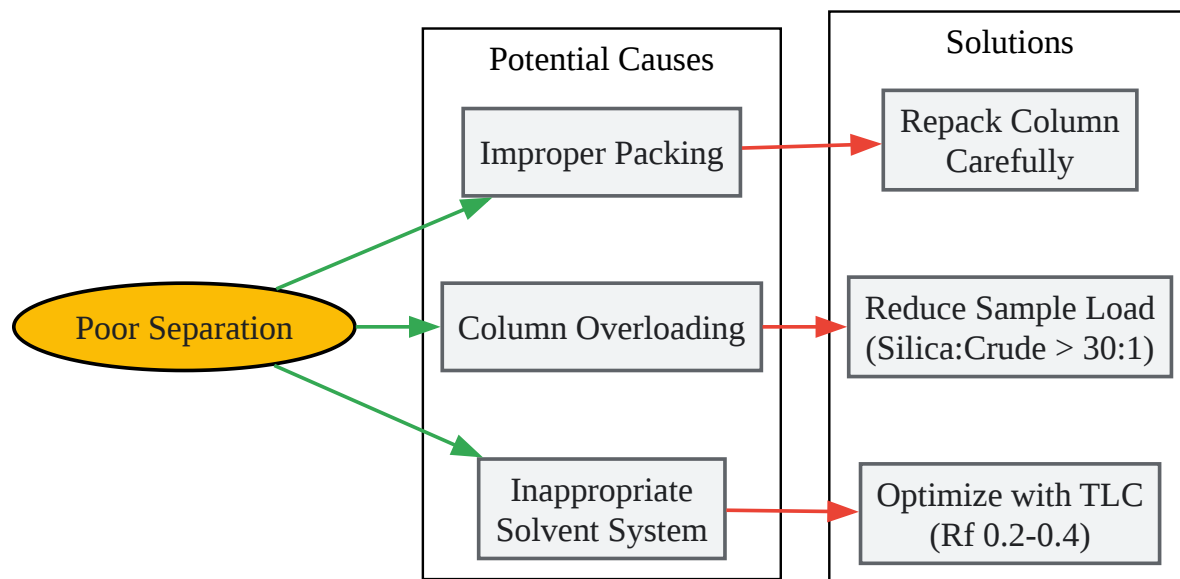 Poor Separation
Potential Causes
Improper Packing
Column Overloading
Inappropriate
Solvent System
Solutions
Repack Column
Carefully
Reduce Sample Load
(Silica:Crude > 30:1)
Optimize with TLC
(Rf 0.2-0.4)